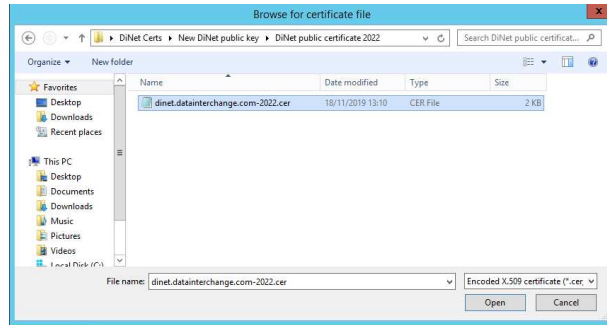 Browse for certificate file
x
DiNet Certs ▸ New DiNet public key ▸ DiNet public certificate 2022
Search DiNet public certificat...
Organize
New folder
Name
Date modified
Type
Size
Favorites
Desktop
Downloads
Recent places
This PC
Desktop
Documents
Downloads
Music
Pictures
Videos
Local Disk (C:)
dinet.datainterchange.com-2022.cer
18/11/2019 13:10
CER File
2 KB
File name:
dinet.datainterchange.com-2022.cer
Encoded X.509 certificate (*.cer,
Open
Cancel